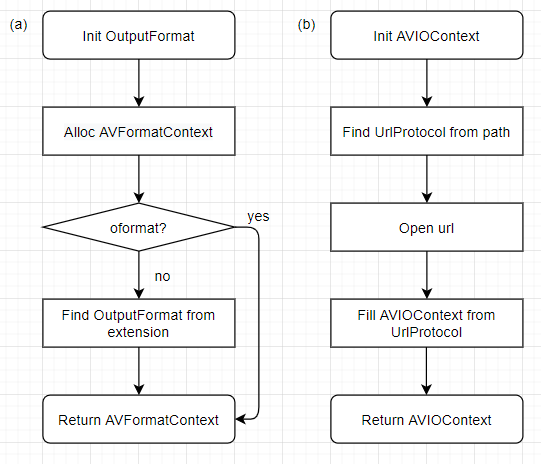 (a)
Init OutputFormat
Alloc AVFormatContext
oformat?
yes
no
Find OutputFormat from
extension
Return AVFormatContext
(b)
Init AVIOContext
Find UrlProtocol from path
Open url
Fill AVIOContext from
UrlProtocol
Return AVIOContext